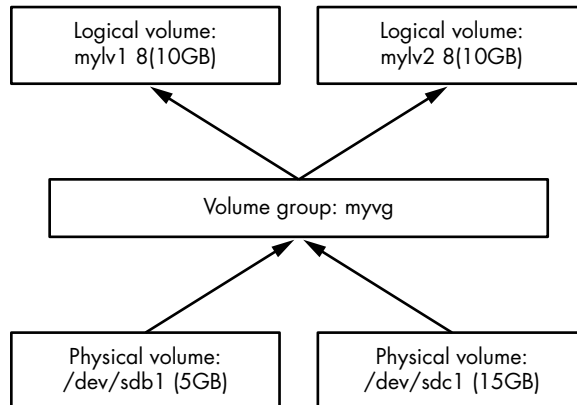 Logical volume:
mylv1 8(10GB)
Logical volume:
mylv2 8(10GB)
Volume group: myvg
Physical volume:
/dev/sdb1 (5GB)
Physical volume:
/dev/sdc1 (15GB)